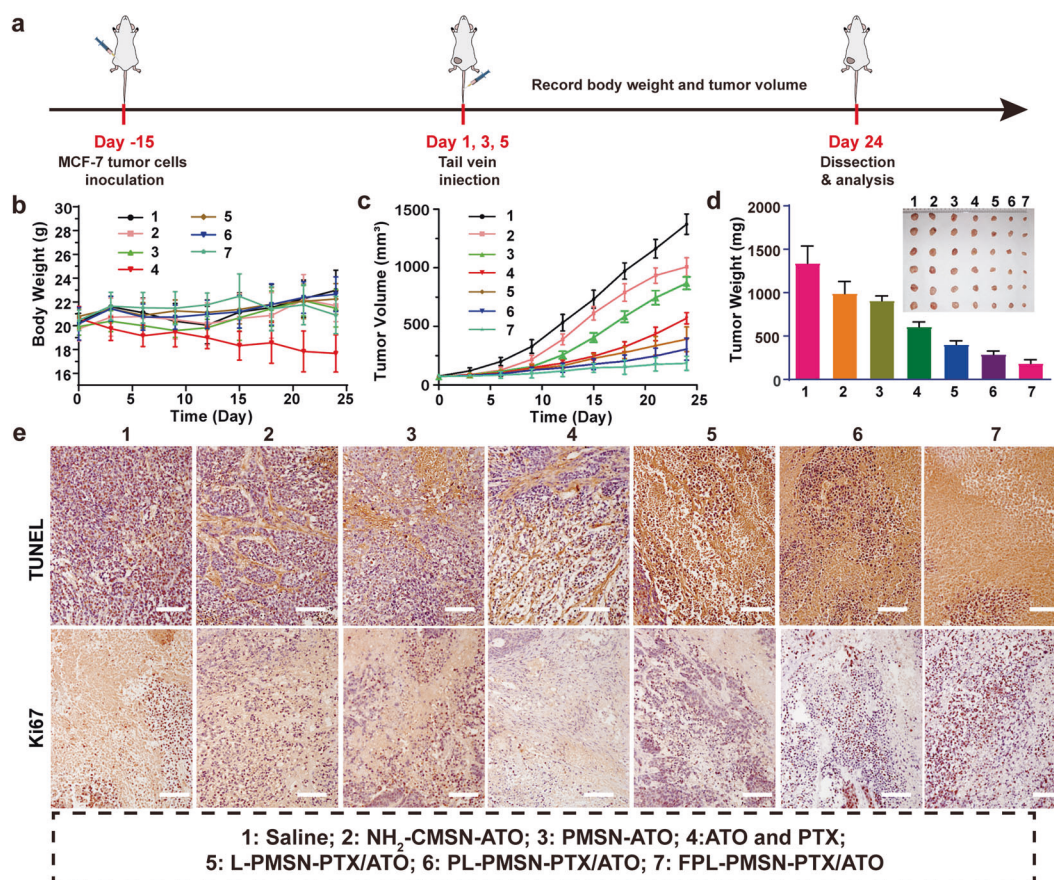 a
Record body weight and tumor volume
Day -15
MCF-7 tumor cells
inoculation
Day 1, 3, 5
Tail vein
injection
Day 24
Dissection
& analysis
b
Body Weight (g)
30
28
26
24
22
20
18
16
14
0 5 10 15 20 25
Time (Day)
1
2
3
4
5
6
7
c
Tumor Volume (mm³)
1500
1000
500
0
0 5 10 15 20 25
Time (Day)
1
2
3
4
5
6
7
d
Tumor Weight (mg)
2000
1500
1000
500
0
1 2 3 4 5 6 7
1 2 3 4 5 6 7
e
1 2 3 4 5 6 7
TUNEL
Ki67
1: Saline; 2: NH₂-CMSN-ATO; 3: PMSN-ATO; 4:ATO and PTX;
5: L-PMSN-PTX/ATO; 6: PL-PMSN-PTX/ATO; 7: FPL-PMSN-PTX/ATO